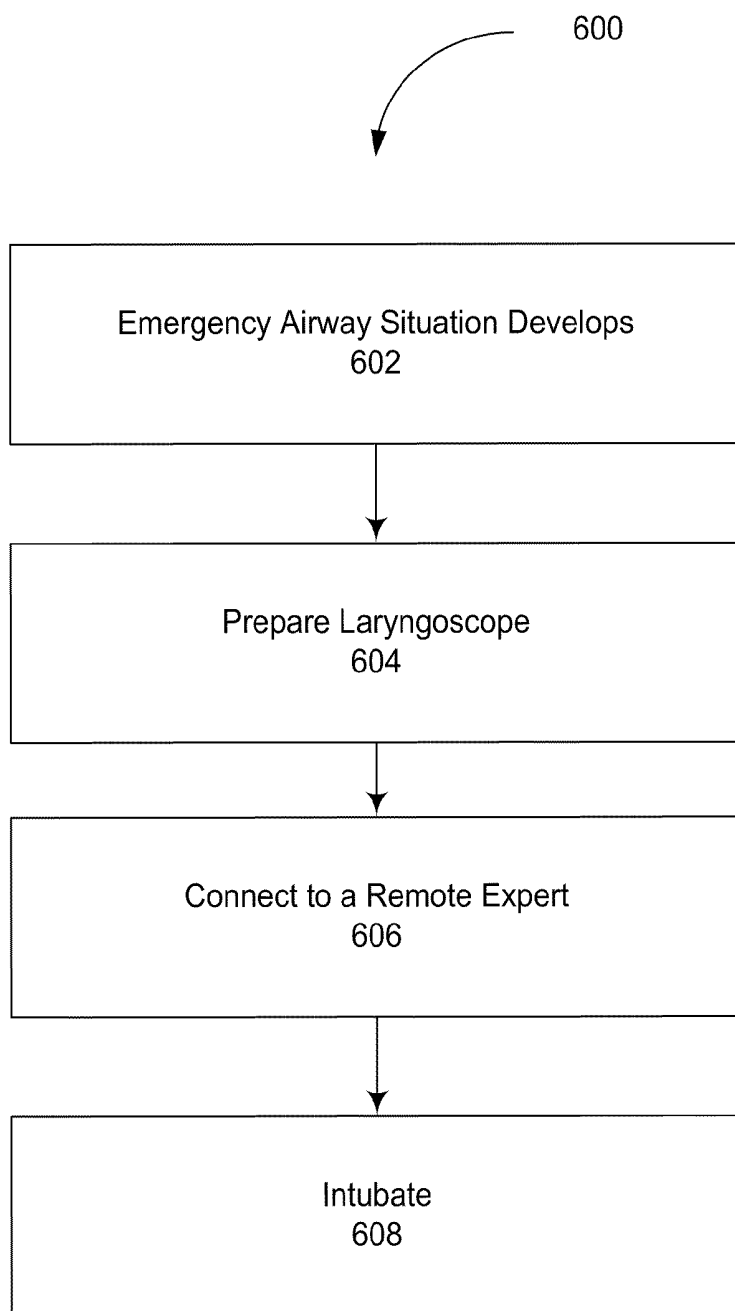 600
Emergency Airway Situation Develops
602
Prepare Laryngoscope
604
Connect to a Remote Expert
606
Intubate
608